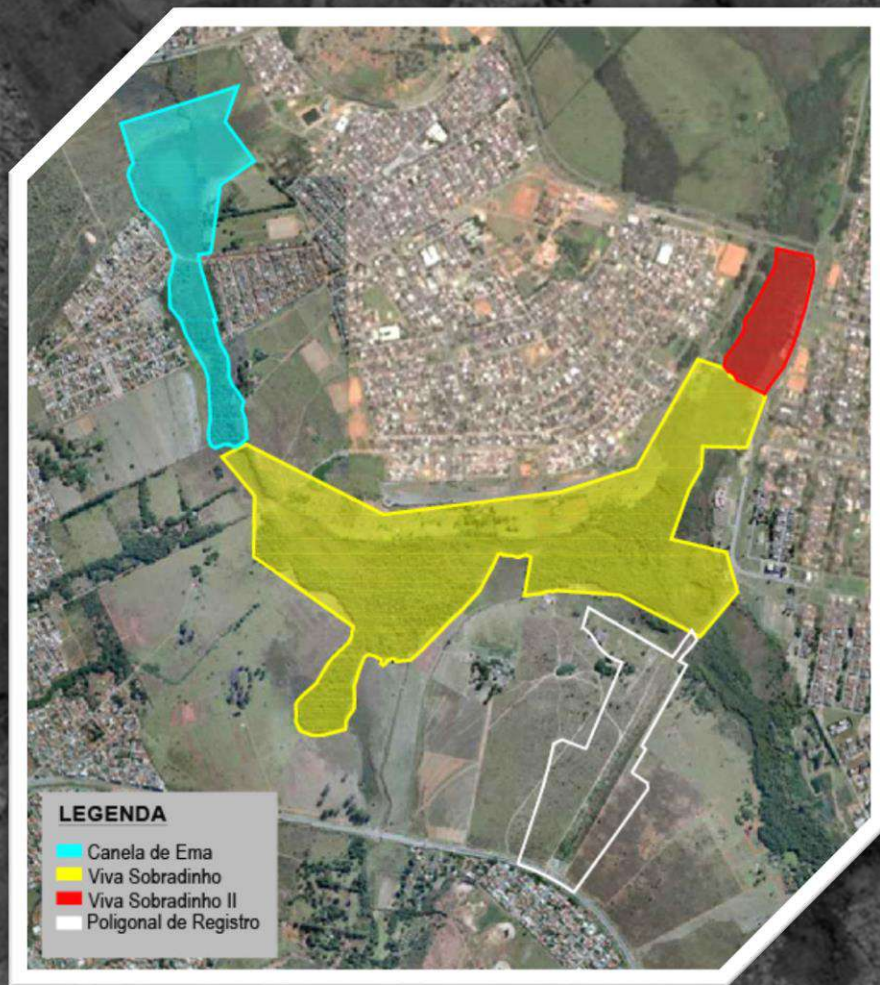 LEGENDA
Canela de Ema
Viva Sobradinho
Viva Sobradinho II
Poligonal de Registro